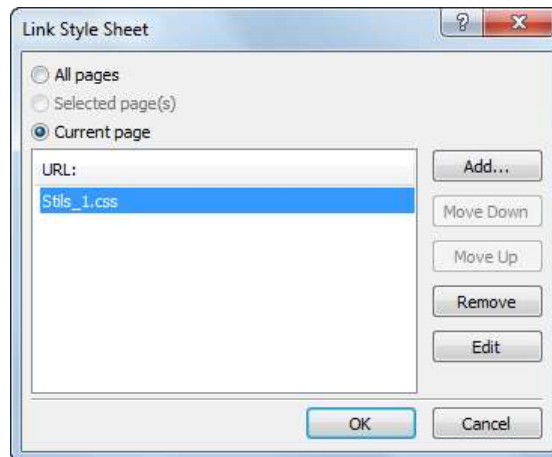 Link Style Sheet
All pages
Selected page(s)
Current page
URL:
Stils_1.css
Add...
Move Down
Move Up
Remove
Edit
OK
Cancel